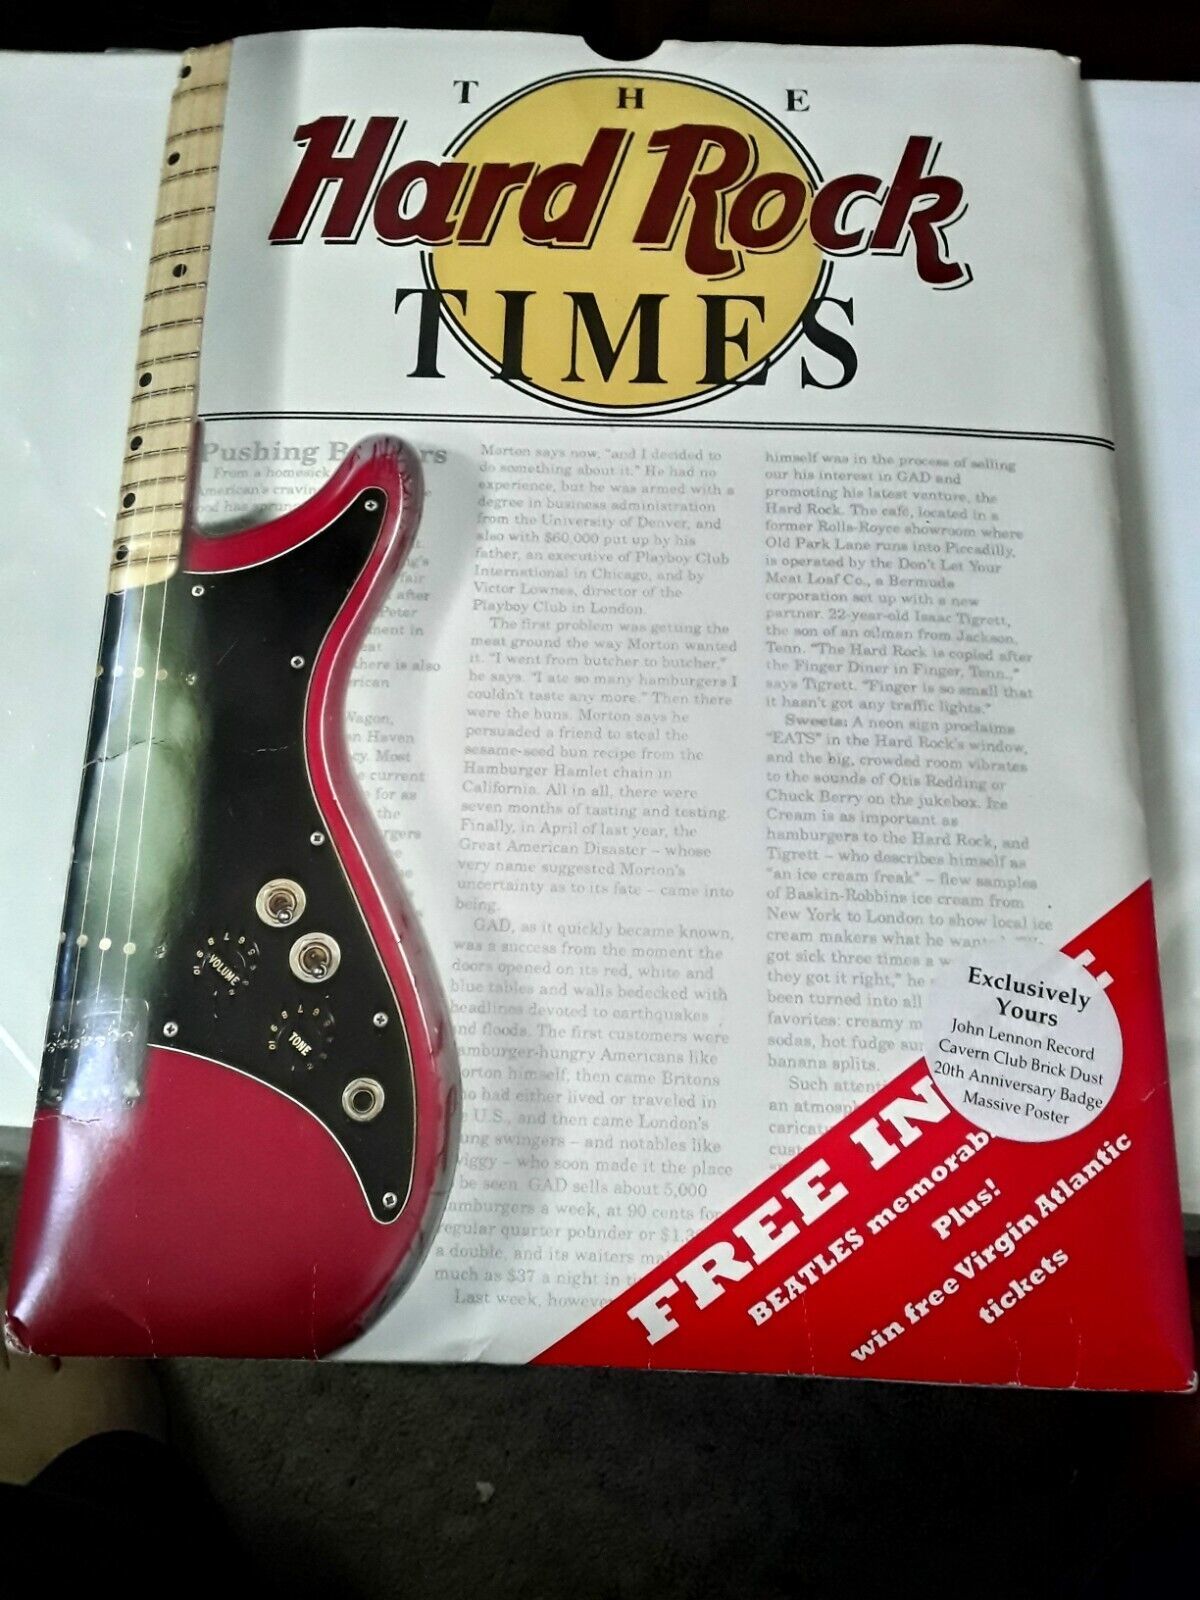 THE
Hard Rock
TIMES
Pushing
From a homesick
American's
Morton says now, "and I decided to
do something about it." He had no
experience, but he was armed with a
degree in business administration
from the University of Denver, and
also with $60,000 put up by his
father, an executive of Playboy Club
International in Chicago, and by
Victor Lownes, director of the
Playboy Club in London.
The first problem was getting the
meat ground the way Morton wanted
it. "I went from butcher to butcher,"
he says. "I ate so many hamburgers I
couldn't taste any more." Then there
were the buns. Morton says he
persuaded a friend to steal the
sesame-seed bun recipe from the
Hamburger Hamlet chain in
California. All in all, there were
seven months of tasting and testing.
Finally, in April of last year, the
Great American Disaster – whose
very name suggested Morton's
uncertainty as to its fate – came into
being.
GAD, as it quickly became known,
was a success from the moment the
doors opened on its red, white and
blue tables and walls bedecked with
headlines devoted to earthquakes
and floods. The first customers were
hamburger-hungry Americans like
Morton himself, then came Britons
who had either lived or traveled in
U.S., and then came London's
swingers – and notables like
– who soon made it the place
be seen. GAD sells about 5,000
hamburgers a week, at 90 cents for
regular quarter pounder or
a double, and its waiters
much as $37 a night in
Last week, however
himself was in the process of selling
our his interest in GAD and
promoting his latest venture, the
Hard Rock. The cafe, located in a
former Rolls-Royce showroom where
Old Park Lane runs into Piccadilly,
is operated by the Don't Let Your
Meat Loaf Co., a Bermuda
corporation set up with a new
partner. 22-year-old Isaac Tigrett,
the son of an oilman from Jackson,
Tenn. "The Hard Rock is copied after
the Finger Diner in Finger, Tenn.,"
says Tigrett. "Finger is so small that
it hasn't got any traffic lights."
Sweets: A neon sign proclaims
"EATS" in the Hard Rock's window,
and the big, crowded room vibrates
to the sounds of Otis Redding or
Chuck Berry on the jukebox. Ice
Cream is as important as
hamburgers to the Hard Rock, and
Tigrett – who describes himself as
"an ice cream freak" – flew samples
of Baskin-Robbins ice cream from
New York to London to show local ice
cream makers what he
got sick three times a
they got it right," he
been turned into all
favorites: creamy
sodas, hot fudge
banana splits.
Such
an
VOLUME
TONE
Exclusively
Yours
John Lennon Record
Cavern Club Brick Dust
20th Anniversary Badge
Massive Poster
FREE IN
BEATLES
Plus!
win free Virgin Atlantic
tickets